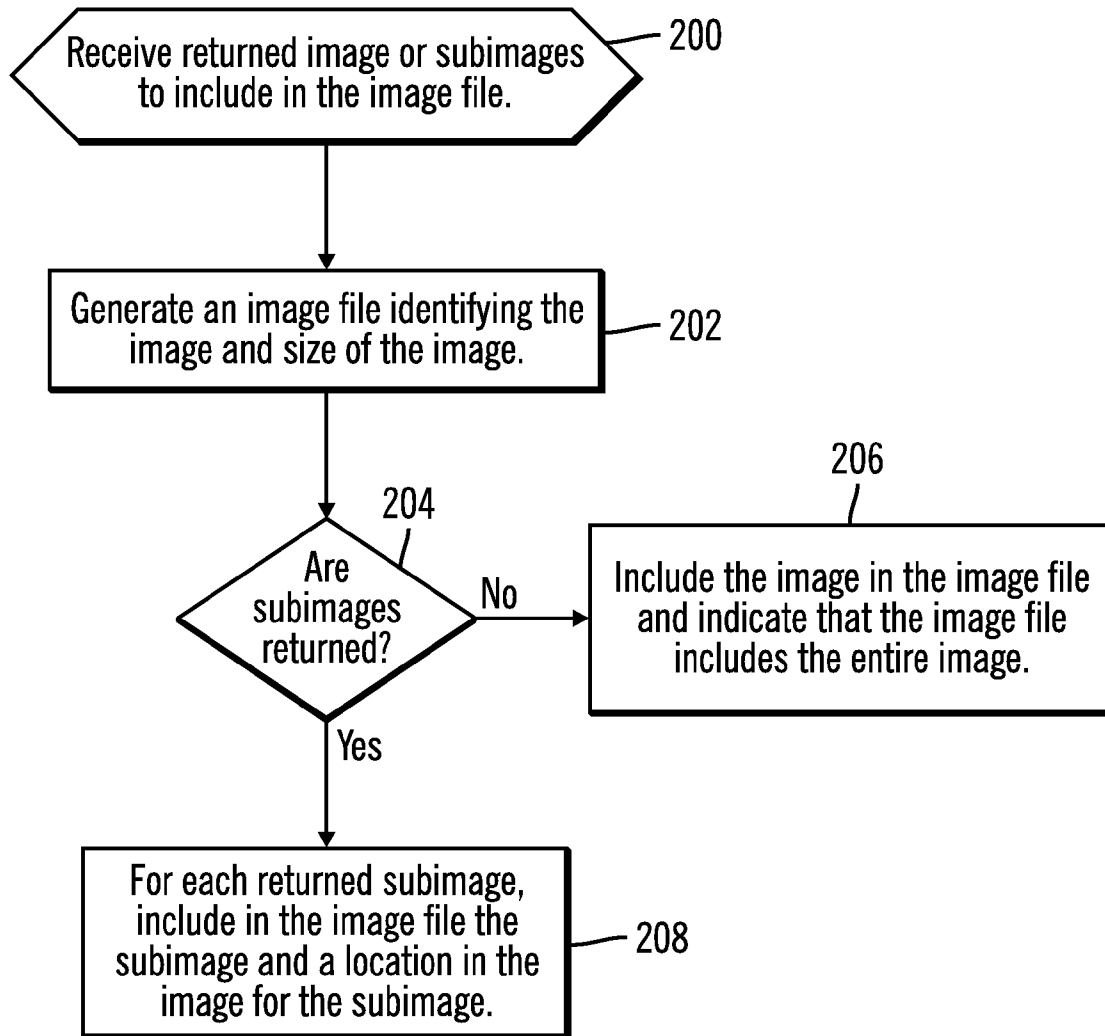 Receive returned image or subimages
to include in the image file.
200
Generate an image file identifying the
image and size of the image.
202
204
Are
subimages
returned?
No
Yes
206
Include the image in the image file
and indicate that the image file
includes the entire image.
For each returned subimage,
include in the image file the
subimage and a location in the
image for the subimage.
208